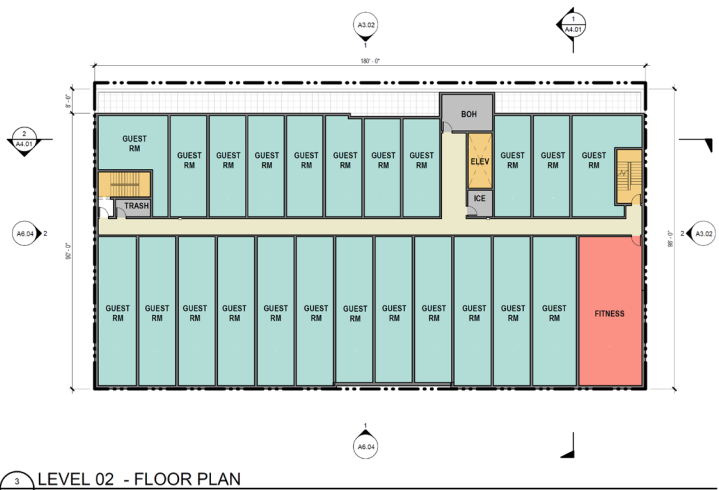 1
A3.02
A4.01
1
180' - 0"
8' - 0"
2
A4.01
BOH
GUEST
RM
GUEST
RM
GUEST
RM
GUEST
RM
GUEST
RM
GUEST
RM
GUEST
RM
GUEST
RM
ELEV
GUEST
RM
GUEST
RM
GUEST
RM
ICE
TRASH
A6.04
2
90' - 0"
98' - 0"
2
A3.02
GUEST
RM
GUEST
RM
GUEST
RM
GUEST
RM
GUEST
RM
GUEST
RM
GUEST
RM
GUEST
RM
GUEST
RM
GUEST
RM
GUEST
RM
GUEST
RM
FITNESS
1
A6.04
3
LEVEL 02 - FLOOR PLAN